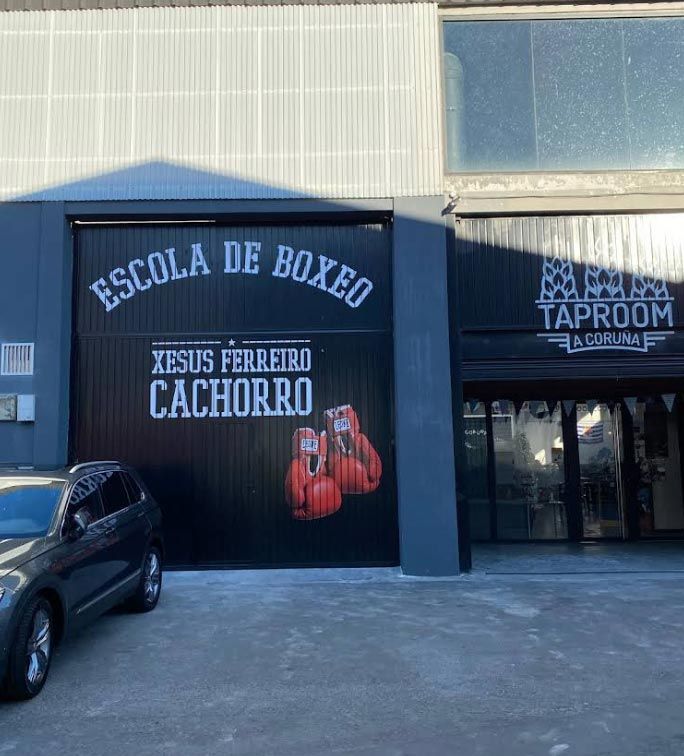 ESCOLA DE BOXEO
XESUS FERREIRO
CACHORRO
TAPROOM
A CORUÑA